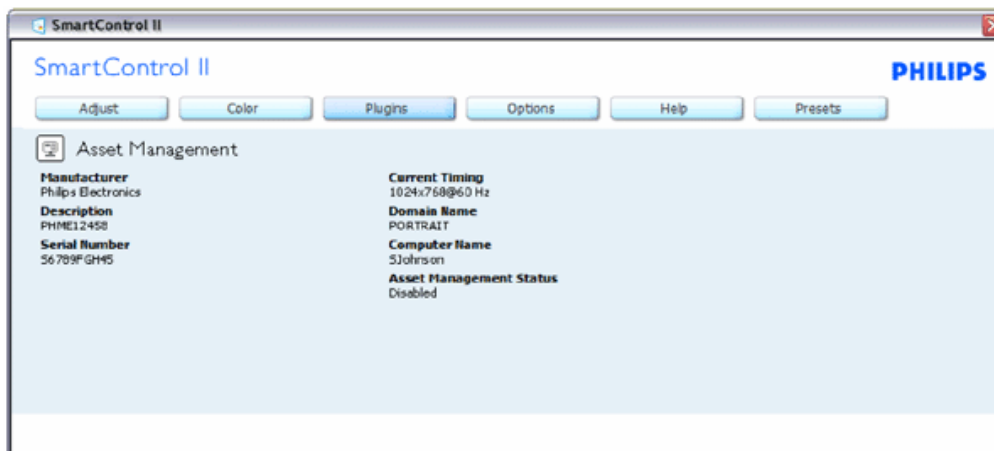 SmartControl II
SmartControl II
PHILIPS
Adjust Color Plugins Options Help Presets
Asset Management
Manufacturer
Philips Electronics
Description
PHME12458
Serial Number
56789FGH45
Current Timing
1024x768@60 Hz
Domain Name
PORTRAIT
Computer Name
SJohnson
Asset Management Status
Disabled